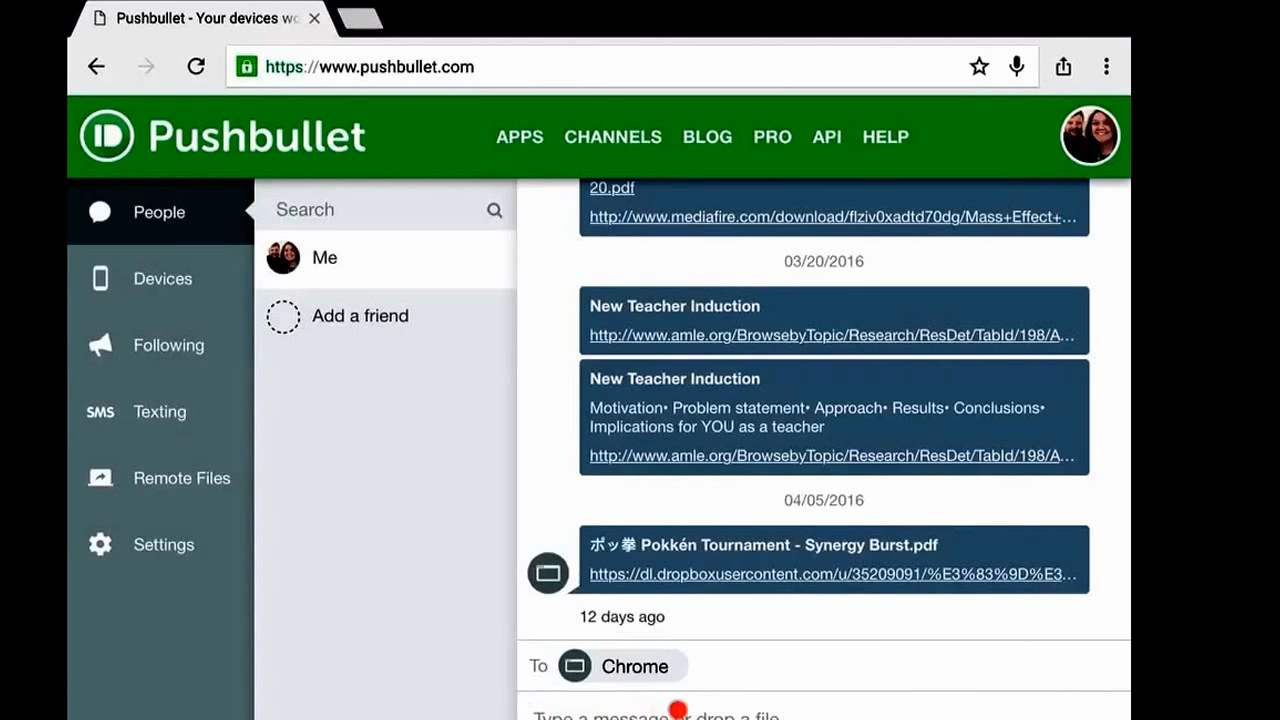 Pushbullet - Your devices wo
https://www.pushbullet.com
Pushbullet
APPS CHANNELS BLOG PRO API HELP
People
Devices
Following
SMS Texting
Remote Files
Settings
Search
Me
Add a friend
20.pdf
http://www.mediafire.com/download/flziv0xadtd70dg/Mass+Effect+...
03/20/2016
New Teacher Induction
http://www.amle.org/BrowsebyTopic/Research/ResDet/TabId/198/A...
New Teacher Induction
Motivation• Problem statement• Approach• Results• Conclusions•
Implications for YOU as a teacher
http://www.amle.org/BrowsebyTopic/Research/ResDet/TabId/198/A...
04/05/2016
ポッ拳 Pokkén Tournament - Synergy Burst.pdf
https://dl.dropboxusercontent.com/u/35209091/%E3%83%9D%E3...
12 days ago
To Chrome
Type a message or drop a file